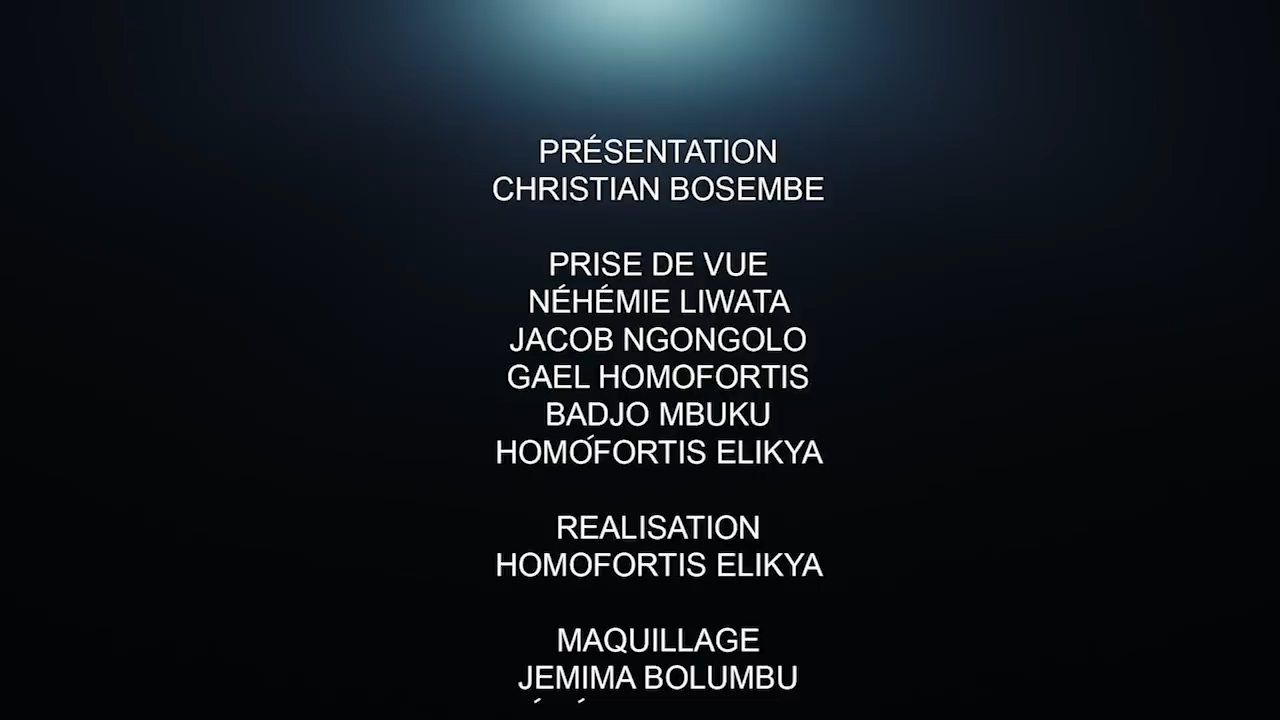 PRÉSENTATION
CHRISTIAN BOSEMBE
PRISE DE VUE
NÉHÉMIE LIWATA
JACOB NGONGOLO
GAEL HOMOFORTIS
BADJO MBUKU
HOMOFORTIS ELIKYA
REALISATION
HOMOFORTIS ELIKYA
MAQUILLAGE
JEMIMA BOLUMBU